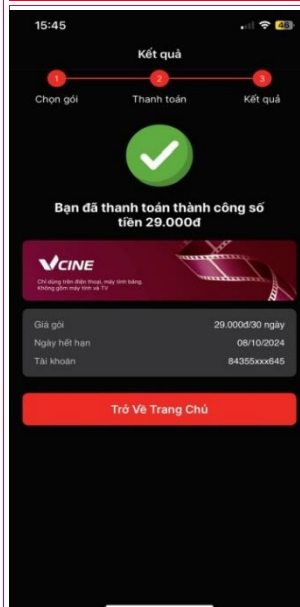 15:45
46
Kết quả
1
2
3
Chọn gói
Thanh toán
Kết quả
Bạn đã thanh toán thành công số
tiền 29.000đ
VCINE
Chỉ dùng trên điện thoại, máy tính bảng.
Không gồm máy tính và TV
Giá gói 29.000đ/30 ngày
Ngày hết hạn 08/10/2024
Tài khoản 84355xxx645
Trở Về Trang Chủ